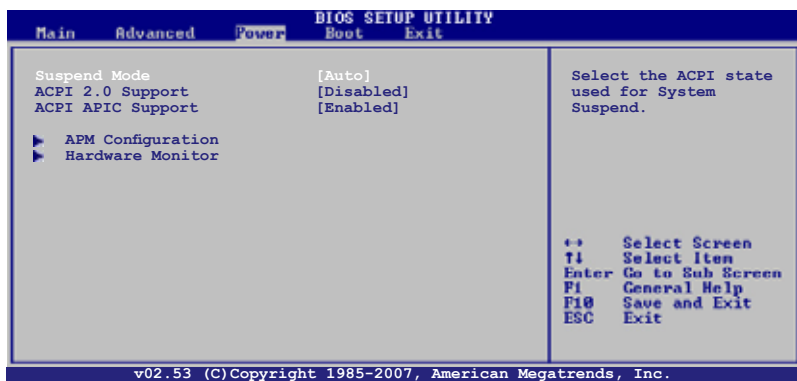 BIOS SETUP UTILITY
Main Advanced Power Boot Exit
Suspend Mode [Auto]
ACPI 2.0 Support [Disabled]
ACPI APIC Support [Enabled]
APM Configuration
Hardware Monitor
Select the ACPI state
used for System
Suspend.
↔ Select Screen
↑↓ Select Item
Enter Go to Sub Screen
F1 General Help
F10 Save and Exit
ESC Exit
v02.53 (C)Copyright 1985-2007, American Megatrends, Inc.